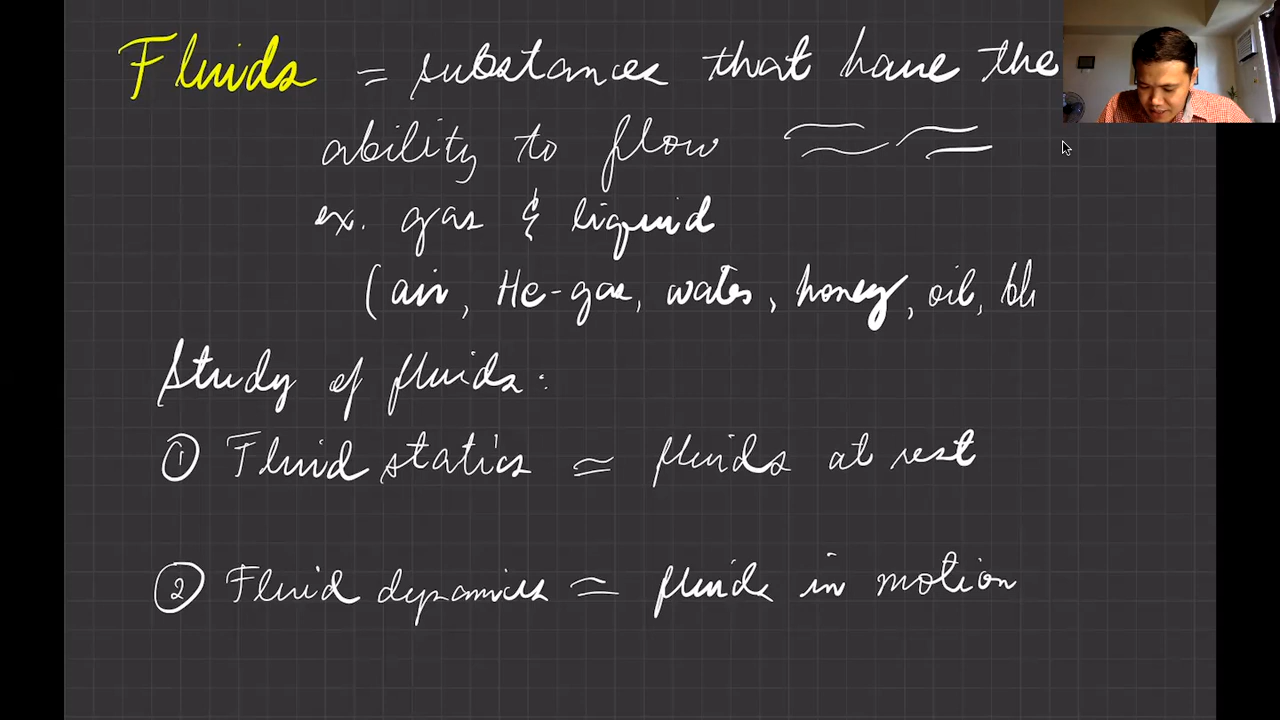 Fluids = substances that have the
ability to flow
ex. gas & liquid
(air, He-gas, water, honey, oil,
Study of fluids:
① Fluid statics = fluids at rest
② Fluid dynamics = fluids in motion